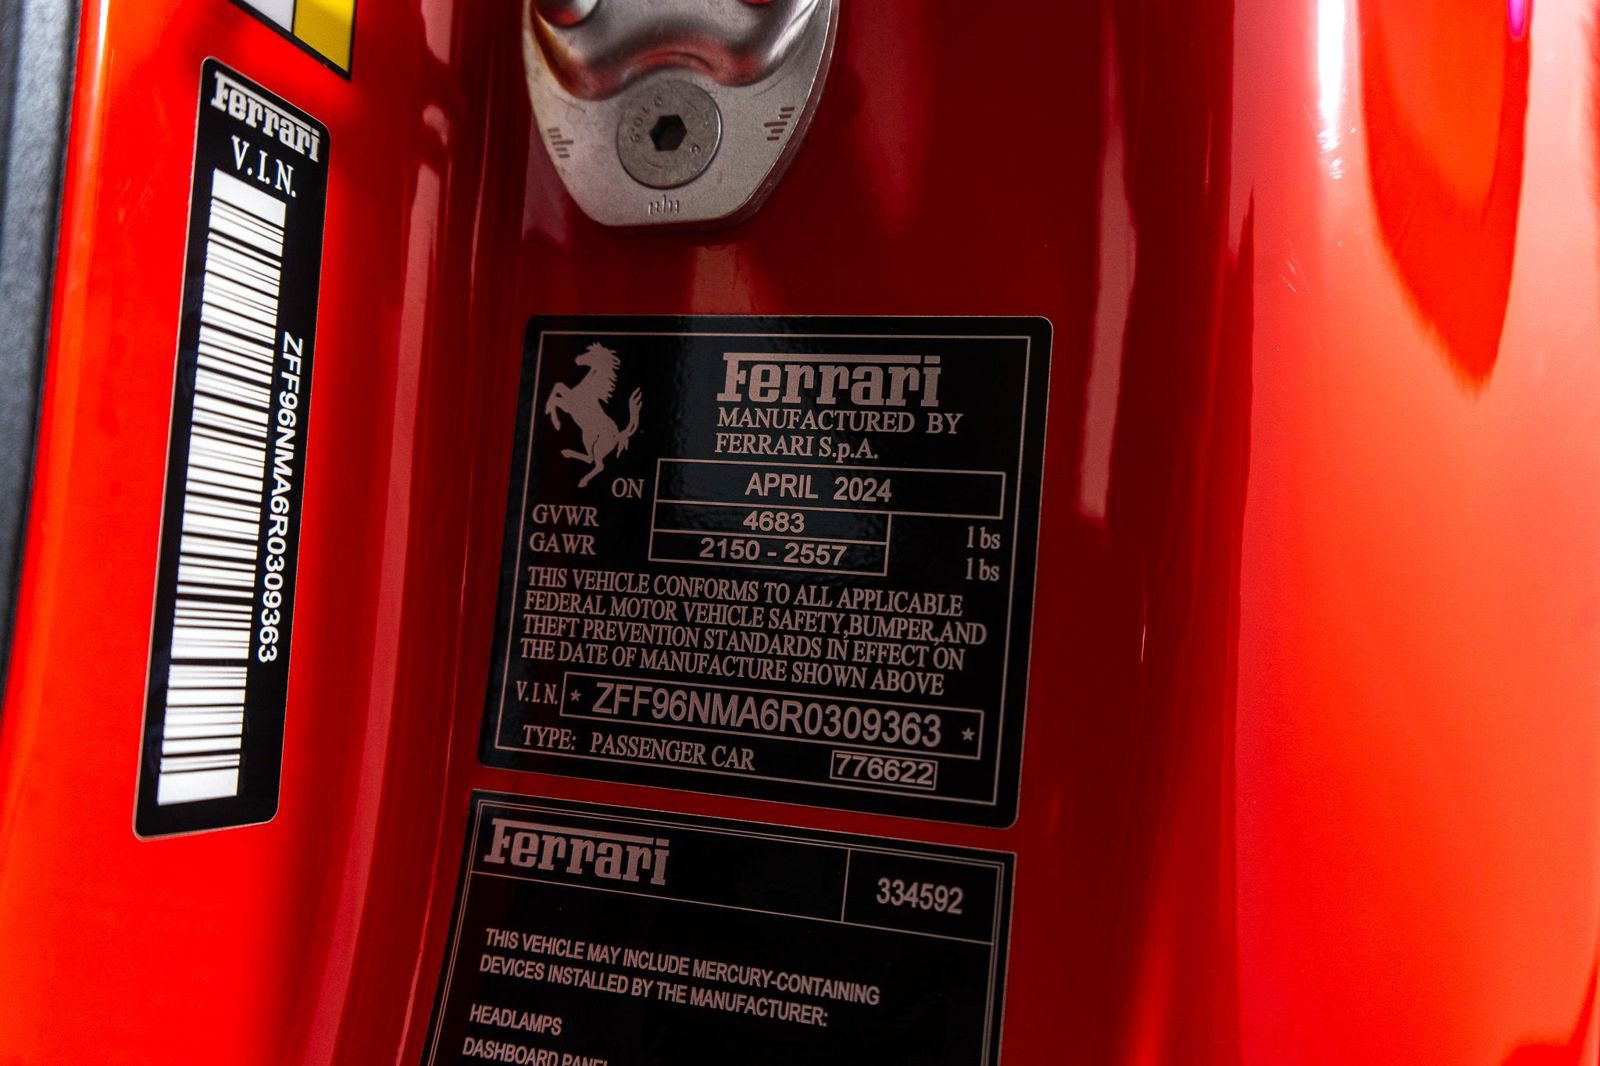 Ferrari
V.I.N.
ZFF96NMA6R0309363
Ferrari
MANUFACTURED BY
FERRARI S.p.A.
ON APRIL 2024
GVWR 4683 lbs
GAWR 2150 - 2557 lbs
THIS VEHICLE CONFORMS TO ALL APPLICABLE
FEDERAL MOTOR VEHICLE SAFETY,BUMPER,AND
THEFT PREVENTION STANDARDS IN EFFECT ON
THE DATE OF MANUFACTURE SHOWN ABOVE
V.I.N. * ZFF96NMA6R0309363 *
TYPE: PASSENGER CAR 776622
Ferrari 334592
THIS VEHICLE MAY INCLUDE MERCURY-CONTAINING
DEVICES INSTALLED BY THE MANUFACTURER:
HEADLAMPS
DASHBOARD PANEL